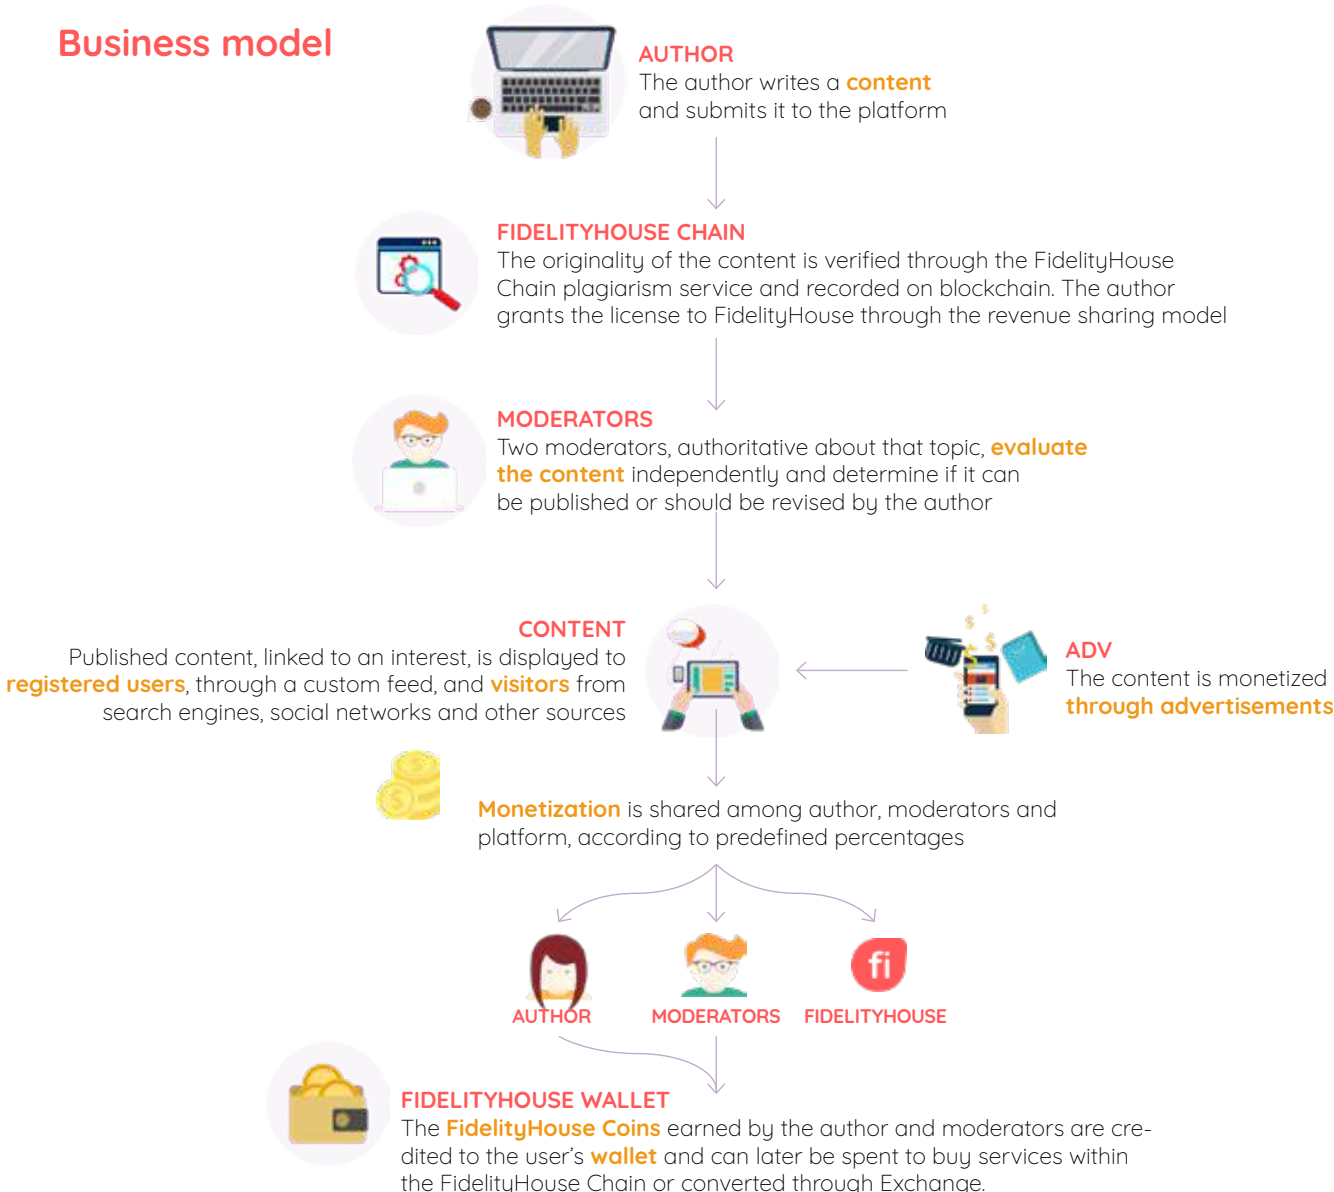 Business model
AUTHOR
The author writes a content
and submits it to the platform
FIDELITYHOUSE CHAIN
The originality of the content is verified through the FidelityHouse
Chain plagiarism service and recorded on blockchain. The author
grants the license to FidelityHouse through the revenue sharing model
MODERATORS
Two moderators, authoritative about that topic, evaluate
the content independently and determine if it can
be published or should be revised by the author
CONTENT
Published content, linked to an interest, is displayed to
registered users, through a custom feed, and visitors from
search engines, social networks and other sources
ADV
The content is monetized
through advertisements
Monetization is shared among author, moderators and
platform, according to predefined percentages
fi
AUTHOR
MODERATORS
FIDELITYHOUSE
FIDELITYHOUSE WALLET
The FidelityHouse Coins earned by the author and moderators are cre-
dited to the user's wallet and can later be spent to buy services within
the FidelityHouse Chain or converted through Exchange.